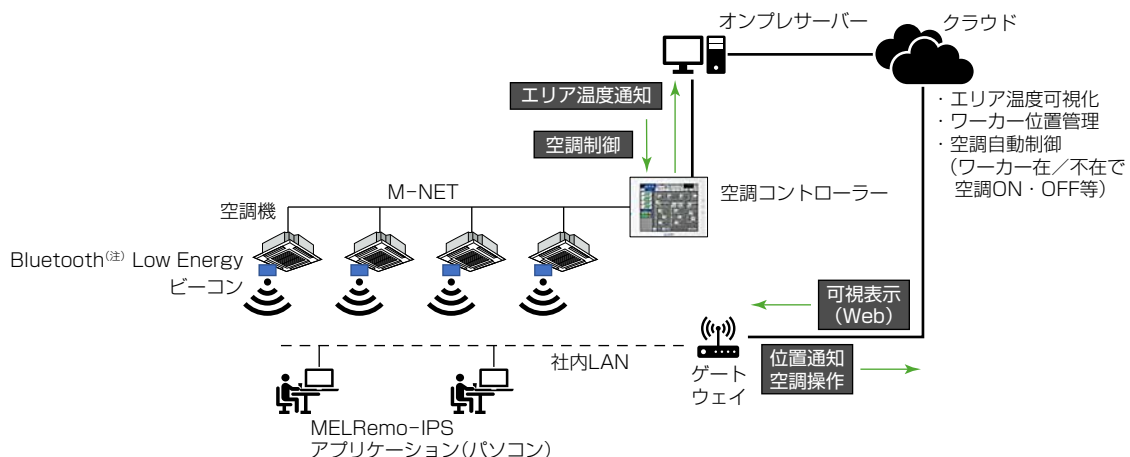 オンプレサーバー
クラウド
エリア温度通知
空調制御
・エリア温度可視化
・ワーカー位置管理
・空調自動制御
（ワーカー在／不在で
空調ON・OFF等）
M-NET
空調機
空調コントローラー
Bluetooth(注) Low Energy
ビーコン
可視表示
（Web）
社内LAN
ゲート
ウェイ
位置通知
空調操作
MELRemo-IPS
アプリケーション（パソコン）